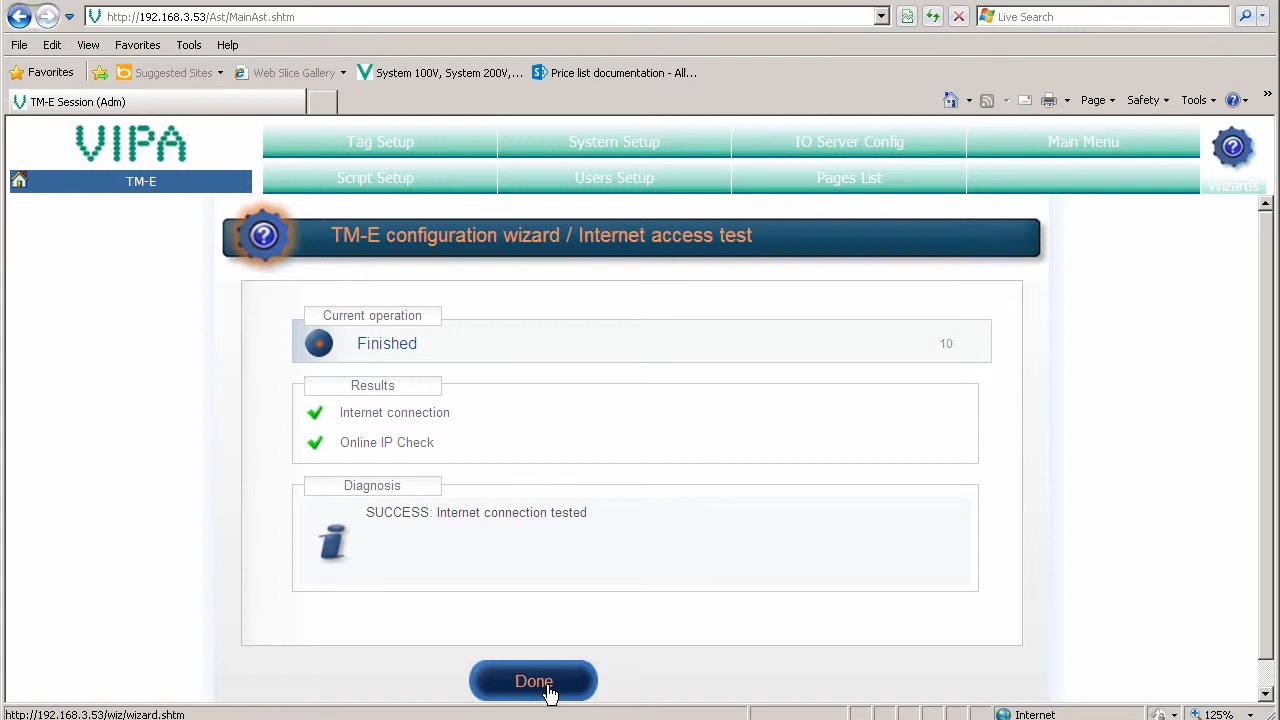 http://192.168.3.53/Ast/MainAst.shtm
Live Search
File Edit View Favorites Tools Help
Favorites Suggested Sites Web Slice Gallery System 100V, System 200V,... Price list documentation - All...
TM-E Session (Adm)
Page Safety Tools
VIPA
Tag Setup System Setup IO Server Config Main Menu
TM-E
Script Setup Users Setup Pages List
Wizards
TM-E configuration wizard / Internet access test
Current operation
Finished 10
Results
Internet connection
Online IP Check
Diagnosis
SUCCESS: Internet connection tested
Done
http://192.168.3.53/wiz/wizard.shtm Internet 125%